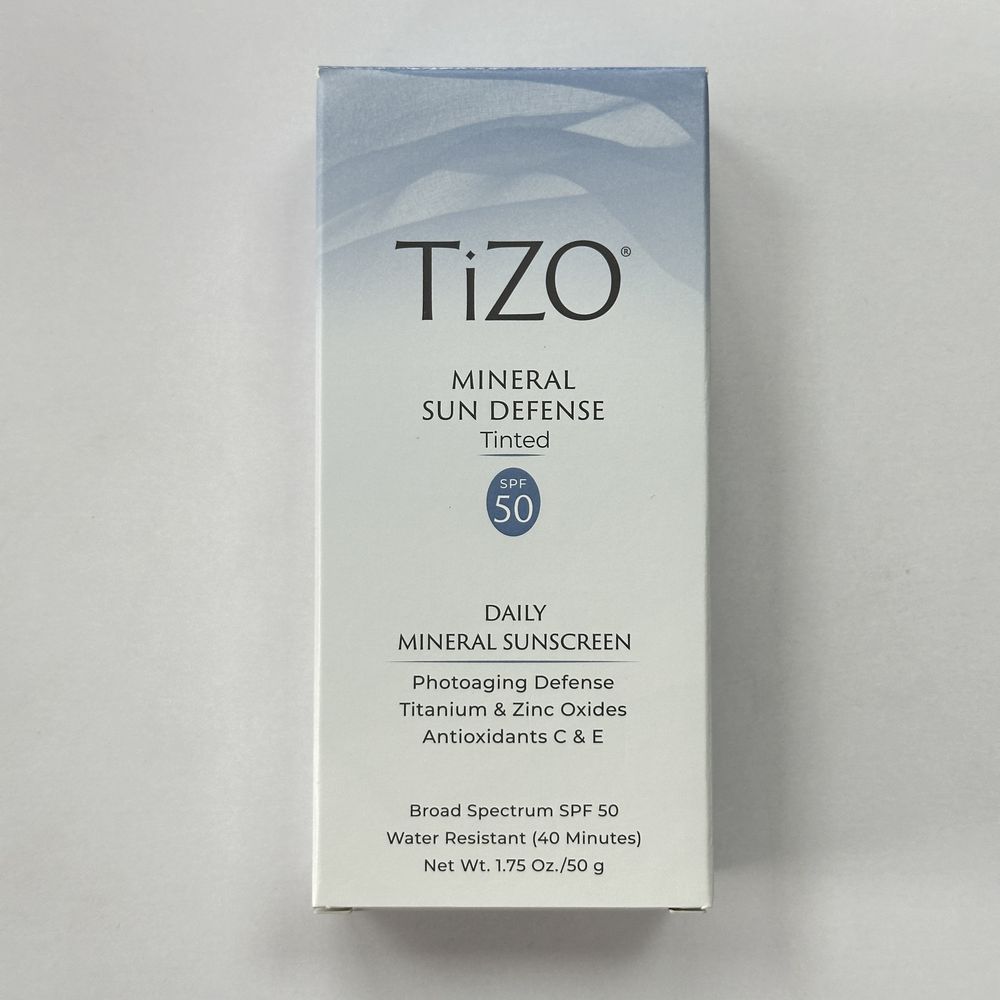 TiZO®
MINERAL
SUN DEFENSE
Tinted
SPF
50
DAILY
MINERAL SUNSCREEN
Photoaging Defense
Titanium & Zinc Oxides
Antioxidants C & E
Broad Spectrum SPF 50
Water Resistant (40 Minutes)
Net Wt. 1.75 Oz./50 g